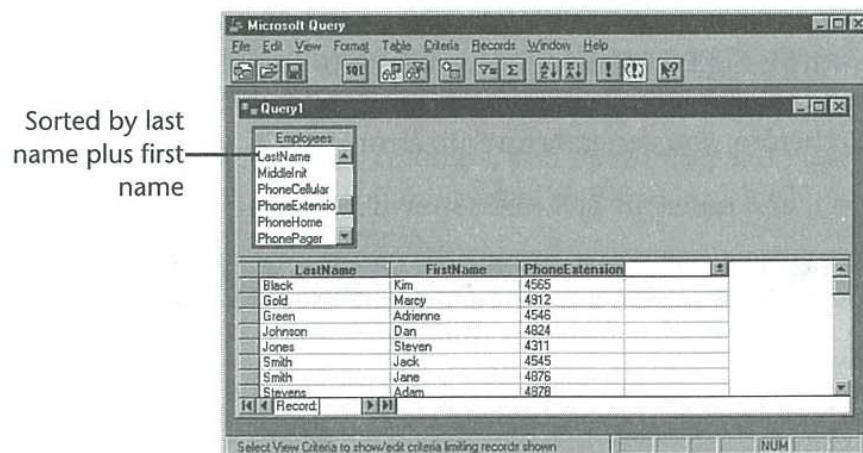 Sorted by last
name plus first
name
Microsoft Query
File Edit View Format Table Criteria Records Window Help
SQL
Query1
Employees
LastName
MiddleInit
PhoneCellular
PhoneExtensio
PhoneHome
PhonePager
LastName FirstName PhoneExtension
Black Kim 4565
Gold Marcy 4912
Green Adrienne 4546
Johnson Dan 4824
Jones Steven 4311
Smith Jack 4545
Smith Jane 4876
Stevens Adam 4878
Record:
Select View Criteria to show/edit criteria limiting records shown NUM